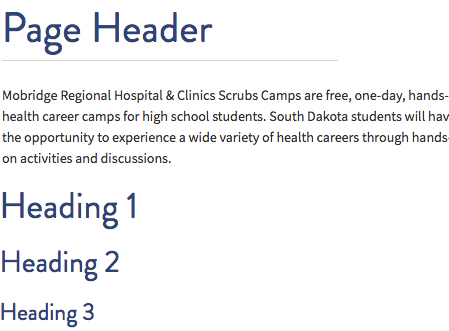 Page Header
Mobridge Regional Hospital & Clinics Scrubs Camps are free, one-day, hands-
health career camps for high school students. South Dakota students will hav
the opportunity to experience a wide variety of health careers through hands-
on activities and discussions.
Heading 1
Heading 2
Heading 3